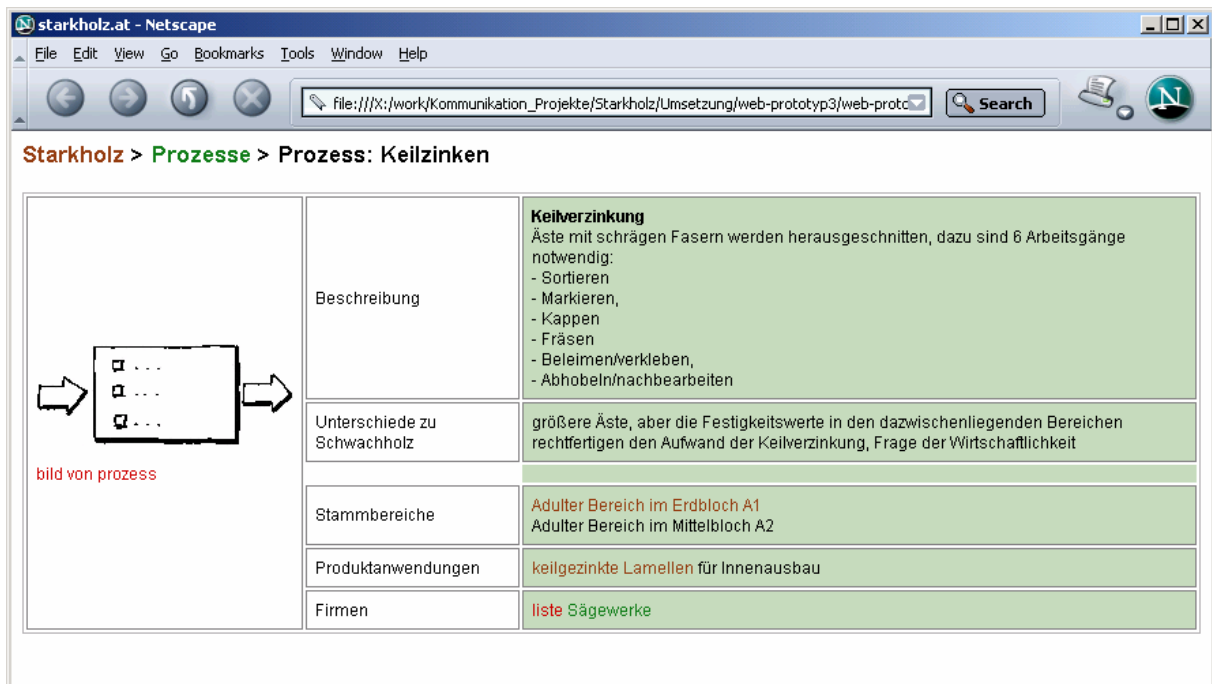 starkholz.at - Netscape
File Edit View Go Bookmarks Tools Window Help
file:///X:/work/Kommunikation_Projekte/Starkholz/Umsetzung/web-prototyp3/web-protc
Search
N
Starkholz > Prozesse > Prozess: Keilzinken
bild von prozess
Beschreibung
Keilverzinkung
Äste mit schrägen Fasern werden herausgeschnitten, dazu sind 6 Arbeitsgänge
notwendig:
- Sortieren
- Markieren,
- Kappen
- Fräsen
- Beleimen/verkleben,
- Abhobeln/nachbearbeiten
Unterschiede zu
Schwachholz
größere Äste, aber die Festigkeitswerte in den dazwischenliegenden Bereichen
rechtfertigen den Aufwand der Keilverzinkung, Frage der Wirtschaftlichkeit
Stammbereiche
Adulter Bereich im Erdbloch A1
Adulter Bereich im Mittelbloch A2
Produktanwendungen
keilgezinkte Lamellen für Innenausbau
Firmen
liste Sägewerke